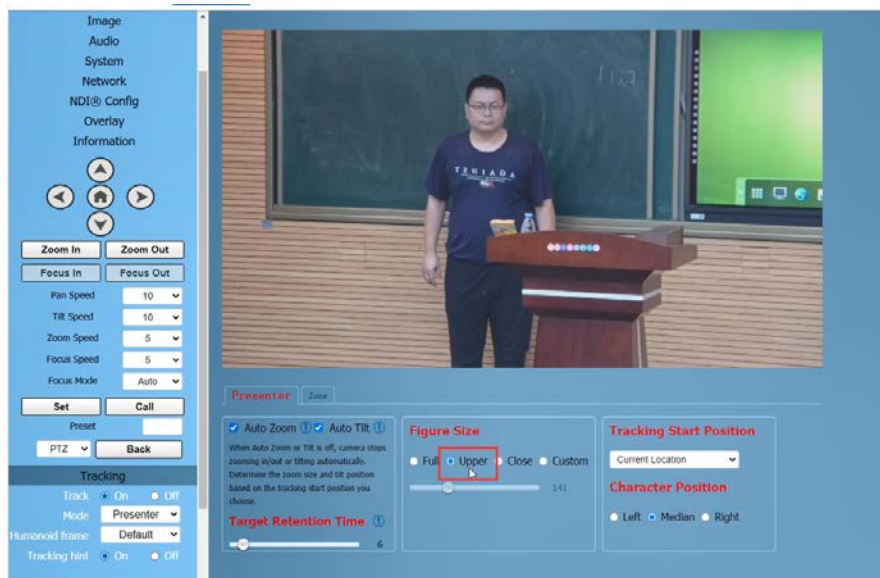 Image
Audio
System
Network
NDI® Config
Overlay
Information
Zoom In Zoom Out
Focus In Focus Out
Pan Speed 10
Tilt Speed 10
Zoom Speed 5
Focus Speed 5
Focus Mode Auto
Set Call
Preset
PTZ Back
Tracking
Track On Off
Mode Presenter
Humanoid frame Default
Tracking hint On Off
Presenter Zone
Auto Zoom Auto Tilt
When Auto Zoom or Tilt is off, camera stops
zooming in/out or tilting automatically.
Determine the zoom size and tilt position
based on the tracking start position you
choose.
Target Retention Time
6
Figure Size
Full Upper Close Custom
141
Tracking Start Position
Current Location
Character Position
Left Median Right